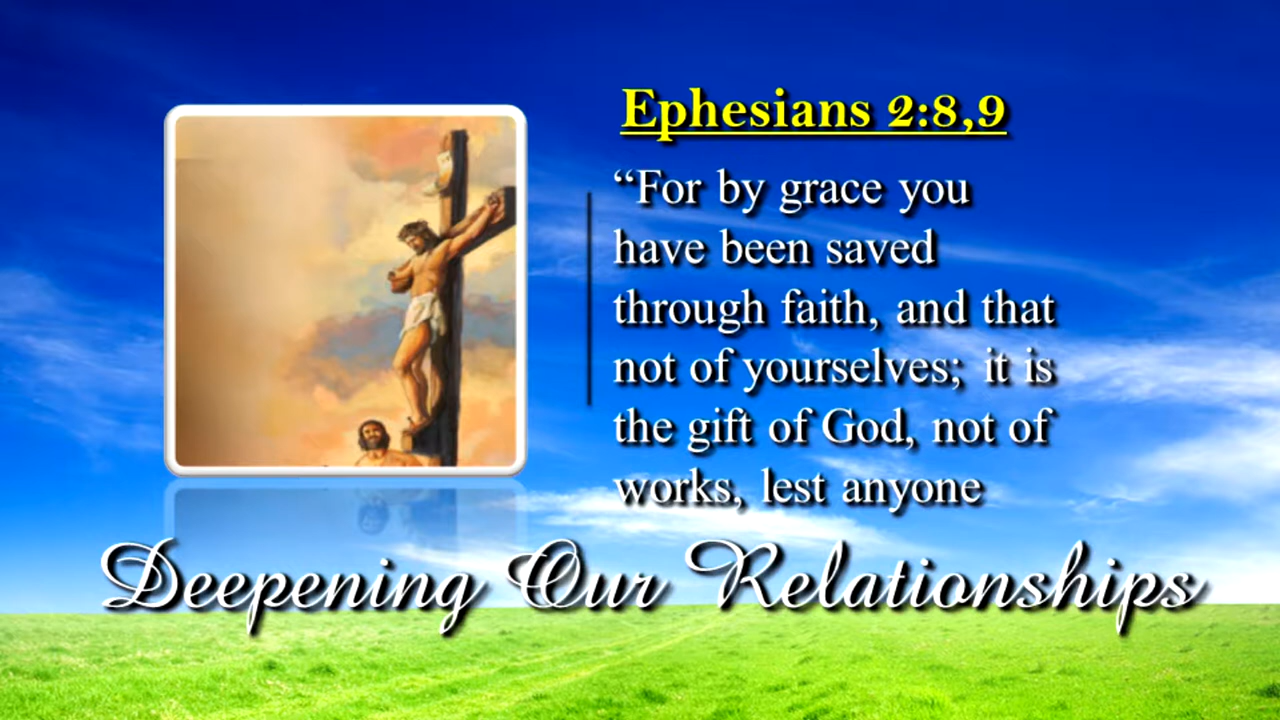 Ephesians 2:8,9
“For by grace you
have been saved
through faith, and that
not of yourselves; it is
the gift of God, not of
works, lest anyone
Deepening Our Relationships